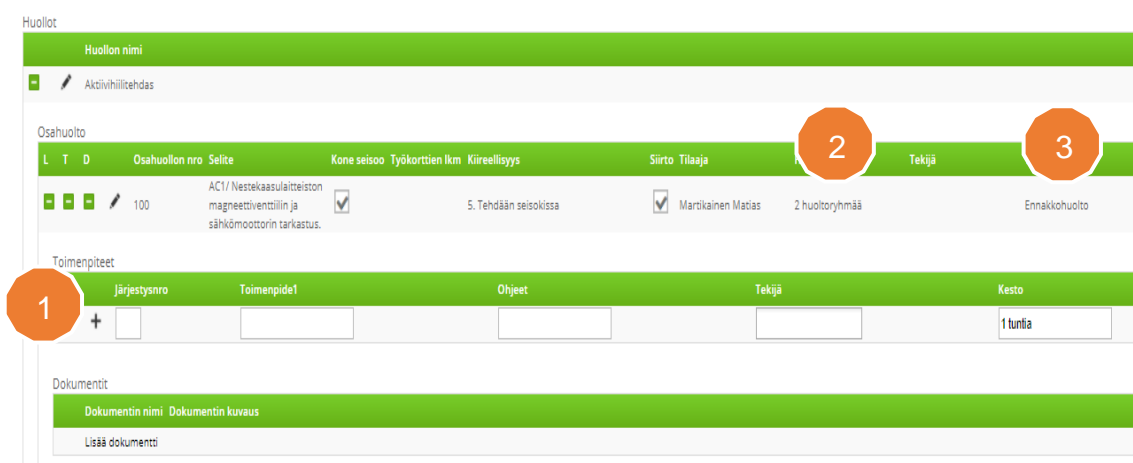 Huollot
Huollon nimi
Aktiivihiilitehdas
Osahuolto
L T D Osahuollon nro Selite Kone seisoo Työkorttien lkm Kiireellisyys Siirto Tilaaja 2 Tekijä 3
AC1/ Nestekaasulaitteiston
100 magneettiventtiilin ja 5. Tehdään seisokissa Martikainen Matias 2 huoltoryhmää Ennakkohuolto
sähkömoottorin tarkastus.
Toimenpiteet
1 Järjestysnro Toimenpide1 Ohjeet Tekijä Kesto
1 tuntia
Dokumentit
Dokumentin nimi Dokumentin kuvaus
Lisää dokumentti